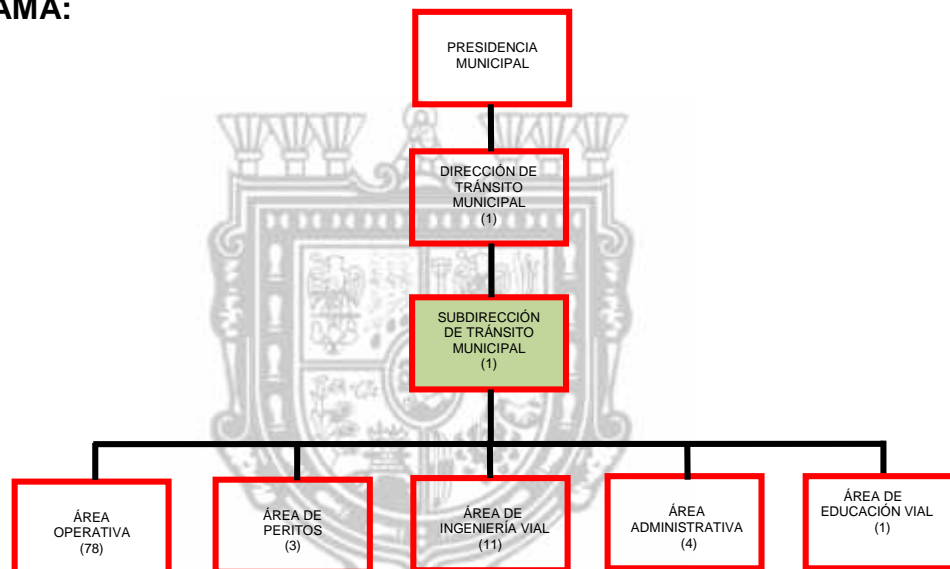 AMA:
PRESIDENCIA
MUNICIPAL
DIRECCIÓN DE
TRÁNSITO
MUNICIPAL
(1)
SUBDIRECCIÓN
DE TRÁNSITO
MUNICIPAL
(1)
ÁREA
OPERATIVA
(78)
ÁREA DE
PERITOS
(3)
ÁREA DE
INGENIERÍA VIAL
(11)
ÁREA
ADMINISTRATIVA
(4)
ÁREA DE
EDUCACIÓN VIAL
(1)